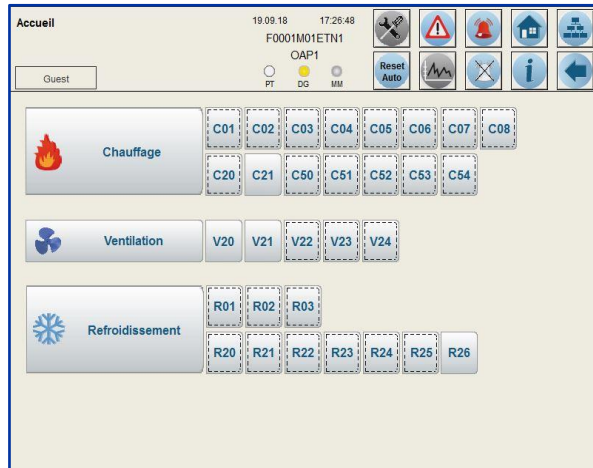 Accueil
19.09.18 17:26:48
F0001M01ETN1
OAP1
Guest
PT DG MM
Reset
Auto
i
Chauffage
C01 C02 C03 C04 C05 C06 C07 C08
C20 C21 C50 C51 C52 C53 C54
Ventilation
V20 V21 V22 V23 V24
Refroidissement
R01 R02 R03
R20 R21 R22 R23 R24 R25 R26